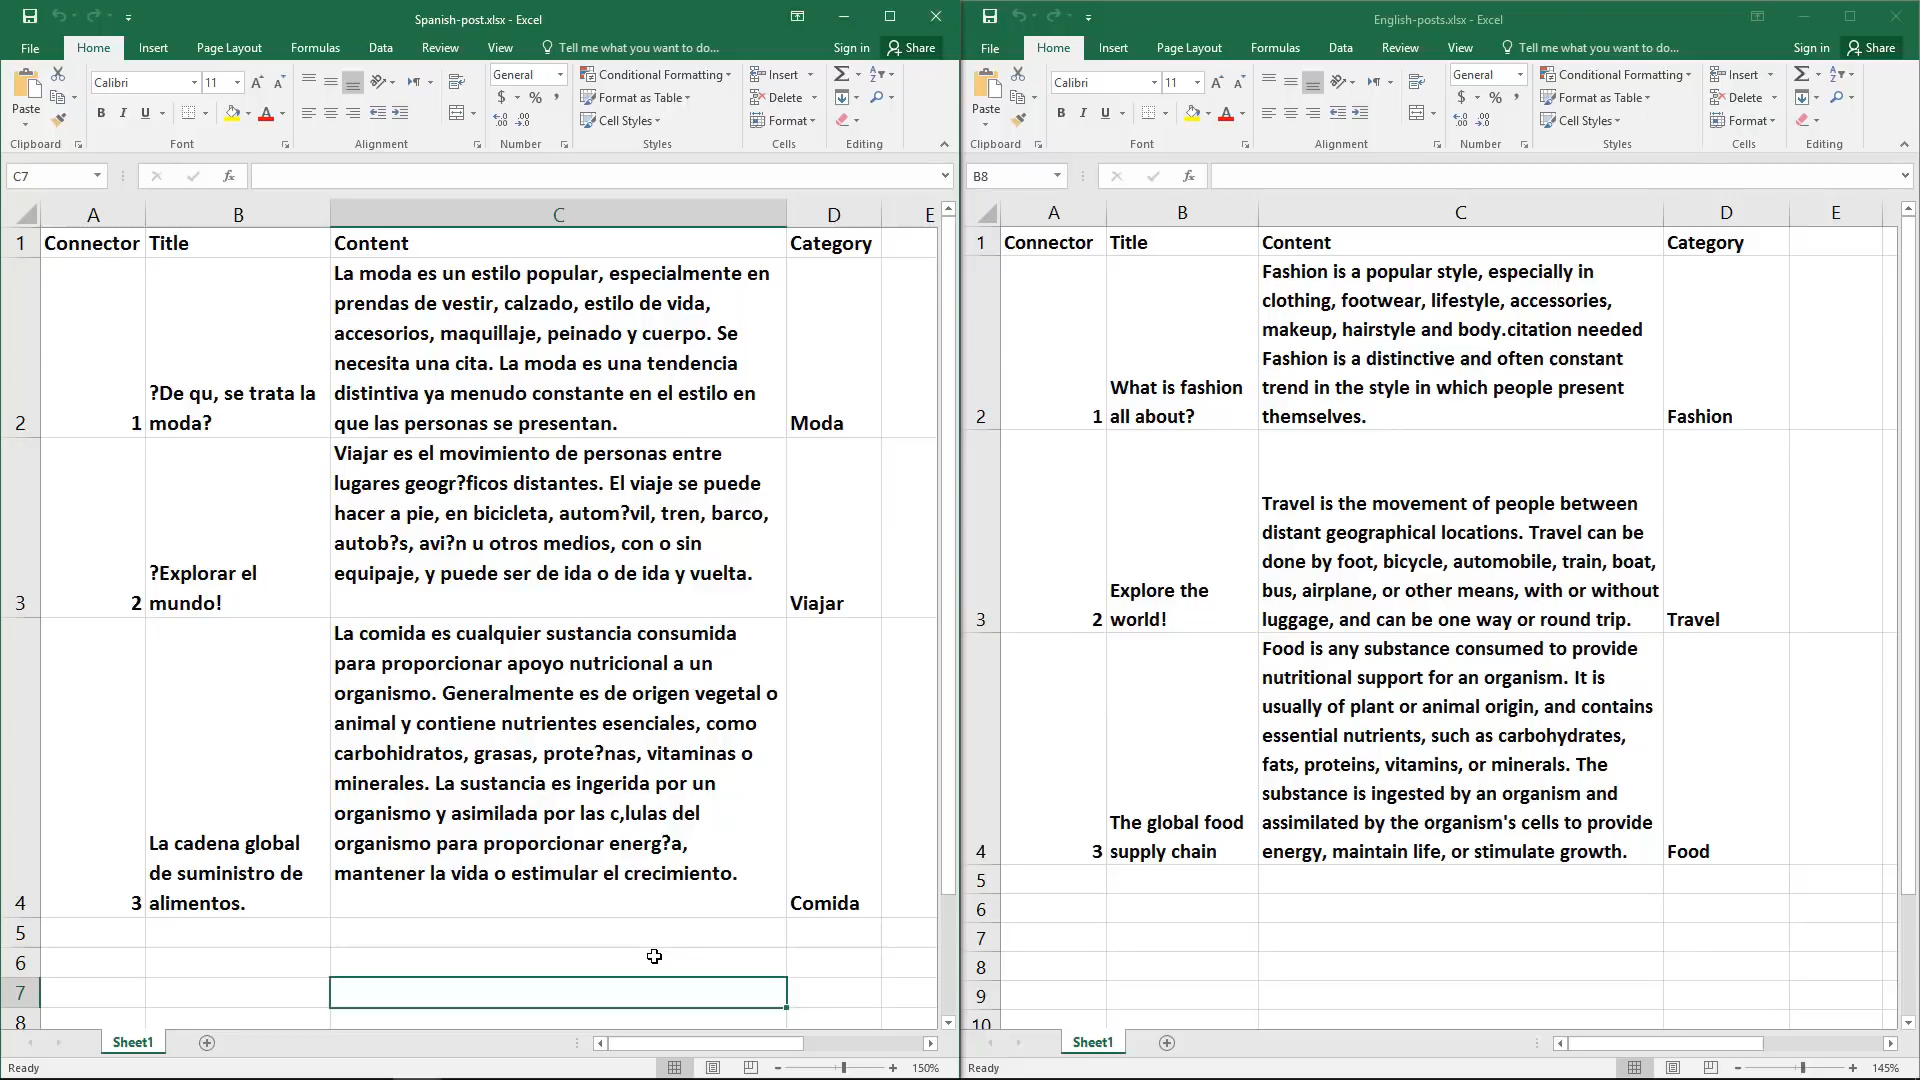 Spanish-post.xlsx - Excel
File Home Insert Page Layout Formulas Data Review View Tell me what you want to do... Sign in Share
Paste
Calibri 11
B I U
General
$ % ,
Conditional Formatting
Format as Table
Cell Styles
Insert
Delete
Format
Clipboard Font Alignment Number Styles Cells Editing
C7 fx
A B C D E
1 Connector Title Content Category
La moda es un estilo popular, especialmente en
prendas de vestir, calzado, estilo de vida,
accesorios, maquillaje, peinado y cuerpo. Se
necesita una cita. La moda es una tendencia
?De qu, se trata la distintiva ya menudo constante en el estilo en
2 1 moda? que las personas se presentan. Moda
Viajar es el movimiento de personas entre
lugares geogr?ficos distantes. El viaje se puede
hacer a pie, en bicicleta, autom?vil, tren, barco,
autob?s, avi?n u otros medios, con o sin
?Explorar el equipaje, y puede ser de ida o de ida y vuelta.
3 2 mundo! Viajar
La comida es cualquier sustancia consumida
para proporcionar apoyo nutricional a un
organismo. Generalmente es de origen vegetal o
animal y contiene nutrientes esenciales, como
carbohidratos, grasas, prote?nas, vitaminas o
minerales. La sustancia es ingerida por un
organismo y asimilada por las c,lulas del
La cadena global organismo para proporcionar energ?a,
de suministro de mantener la vida o estimular el crecimiento.
4 3 alimentos. Comida
5
6
7
8
Sheet1
Ready 150%
English-posts.xlsx - Excel
File Home Insert Page Layout Formulas Data Review View Tell me what you want to do... Sign in Share
Paste
Calibri 11
B I U
General
$ % ,
Conditional Formatting
Format as Table
Cell Styles
Insert
Delete
Format
Clipboard Font Alignment Number Styles Cells Editing
B8 fx
A B C D E
1 Connector Title Content Category
Fashion is a popular style, especially in
clothing, footwear, lifestyle, accessories,
makeup, hairstyle and body.citation needed
Fashion is a distinctive and often constant
What is fashion trend in the style in which people present
2 1 all about? themselves. Fashion
Travel is the movement of people between
distant geographical locations. Travel can be
done by foot, bicycle, automobile, train, boat,
Explore the bus, airplane, or other means, with or without
3 2 world! luggage, and can be one way or round trip. Travel
Food is any substance consumed to provide
nutritional support for an organism. It is
usually of plant or animal origin, and contains
essential nutrients, such as carbohydrates,
fats, proteins, vitamins, or minerals. The
substance is ingested by an organism and
The global food assimilated by the organism's cells to provide
4 3 supply chain energy, maintain life, or stimulate growth. Food
5
6
7
8
9
10
Sheet1
Ready 145%